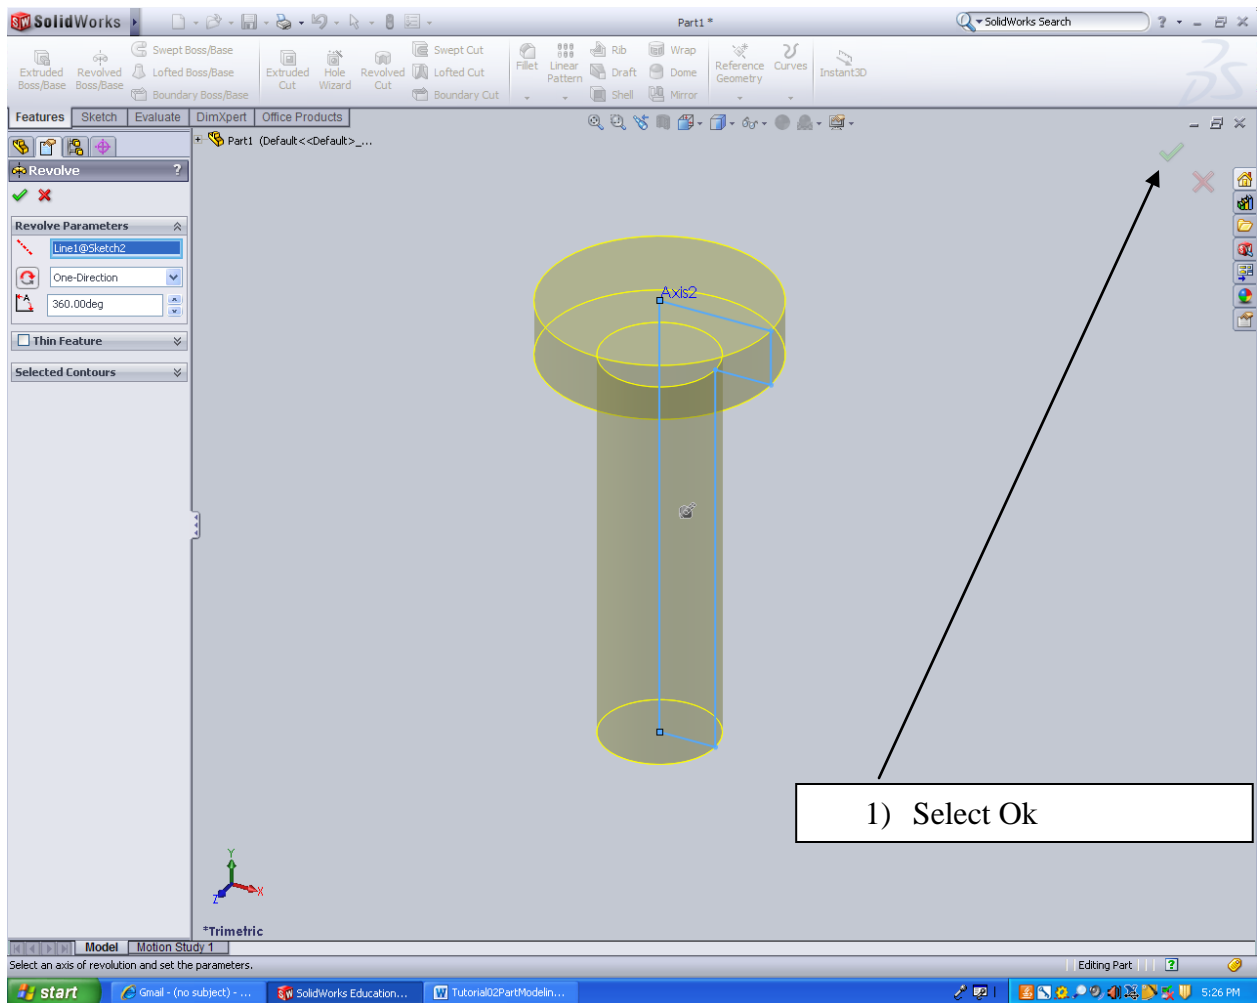 SolidWorks
Part1 *
SolidWorks Search
?
Extruded Boss/Base
Revolved Boss/Base
Swept Boss/Base
Lofted Boss/Base
Boundary Boss/Base
Extruded Cut
Hole Wizard
Revolved Cut
Swept Cut
Lofted Cut
Boundary Cut
Fillet
Linear Pattern
Rib
Draft
Shell
Wrap
Dome
Mirror
Reference Geometry
Curves
Instant3D
Features
Sketch
Evaluate
DimXpert
Office Products
Part1 (Default<<Default>_...
Revolve
?
Revolve Parameters
Line1@Sketch2
One-Direction
360.00deg
Thin Feature
Selected Contours
Axis2
1) Select Ok
Y
X
Z
*Trimetric
Model
Motion Study 1
Select an axis of revolution and set the parameters.
Editing Part
?
start
Gmail - (no subject) - ...
SolidWorks Education...
Tutorial02PartModelin...
5:26 PM